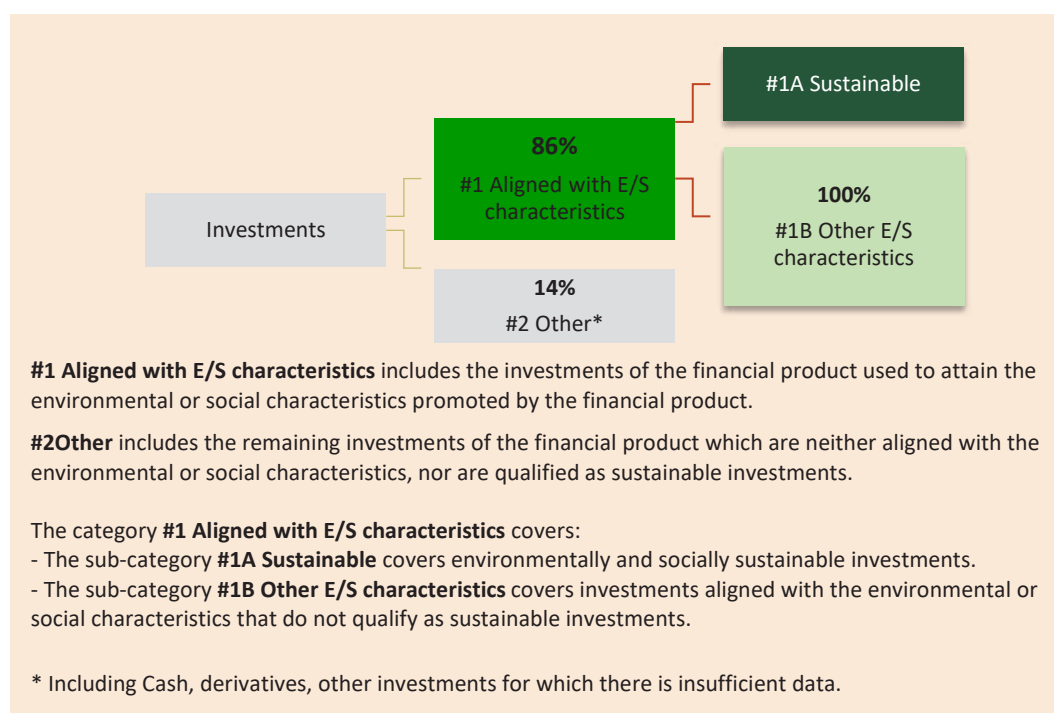 #1A Sustainable
86%
#1 Aligned with E/S
characteristics
100%
#1B Other E/S
characteristics
Investments
14%
#2 Other*
#1 Aligned with E/S characteristics includes the investments of the financial product used to attain the
environmental or social characteristics promoted by the financial product.
#2Other includes the remaining investments of the financial product which are neither aligned with the
environmental or social characteristics, nor are qualified as sustainable investments.
The category #1 Aligned with E/S characteristics covers:
- The sub-category #1A Sustainable covers environmentally and socially sustainable investments.
- The sub-category #1B Other E/S characteristics covers investments aligned with the environmental or
social characteristics that do not qualify as sustainable investments.
* Including Cash, derivatives, other investments for which there is insufficient data.